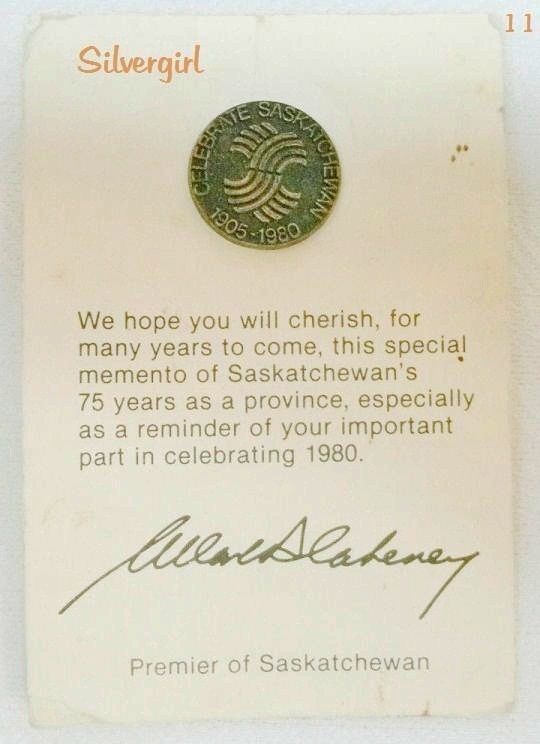 11
Silvergirl
CELEBRATE SASKATCHEWAN
1905-1980
We hope you will cherish, for
many years to come, this special
memento of Saskatchewan's
75 years as a province, especially
as a reminder of your important
part in celebrating 1980.
Allan Blakeney
Premier of Saskatchewan